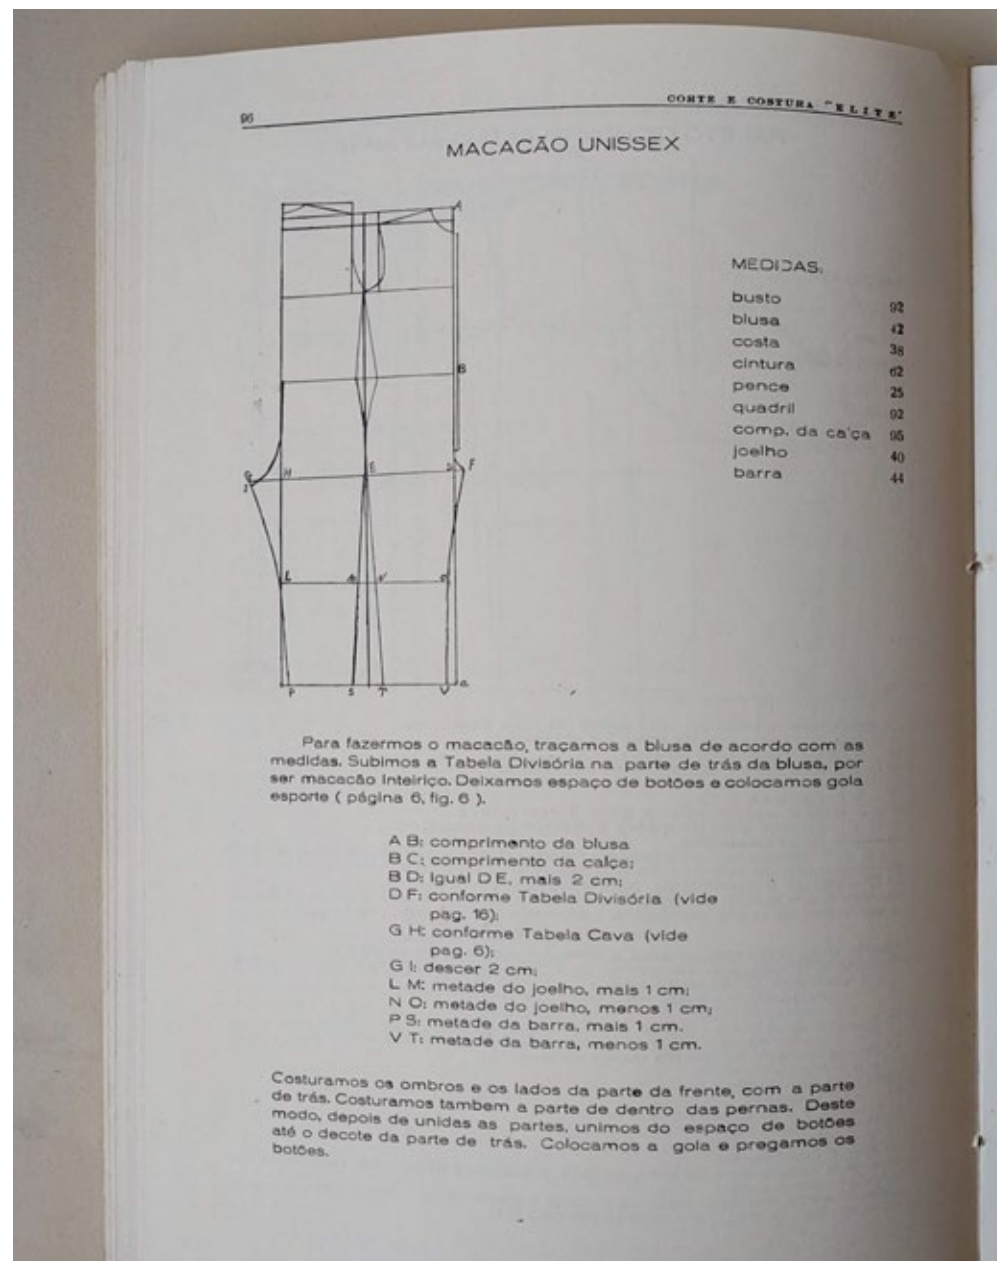 96
CORTE E COSTURA "ELITE"
MACACÃO UNISSEX
A
B
G
I
H
E
D
F
L
M
N
O
P
S
T
V
MEDIDAS:
busto 92
blusa 42
costa 38
cintura 62
pence 25
quadril 92
comp. da calça 95
joelho 40
barra 44
Para fazermos o macacão, traçamos a blusa de acordo com as
medidas. Subimos a Tabela Divisória na parte de trás da blusa, por
ser macacão Inteiriço. Deixamos espaço de botões e colocamos gola
esporte ( página 6, fig. 6 ).
A B: comprimento da blusa
B C: comprimento da calça;
B D: Igual D E, mais 2 cm;
D F: conforme Tabela Divisória (vide
pag. 16);
G H: conforme Tabela Cava (vide
pag. 6);
G I: descer 2 cm;
L M: metade do joelho, mais 1 cm;
N O: metade do joelho, menos 1 cm;
P S: metade da barra, mais 1 cm.
V T: metade da barra, menos 1 cm.
Costuramos os ombros e os lados da parte da frente, com a parte
de trás. Costuramos tambem a parte de dentro das pernas. Deste
modo, depois de unidas as partes, unimos do espaço de botões
até o decote da parte de trás. Colocamos a gola e pregamos os
botões.